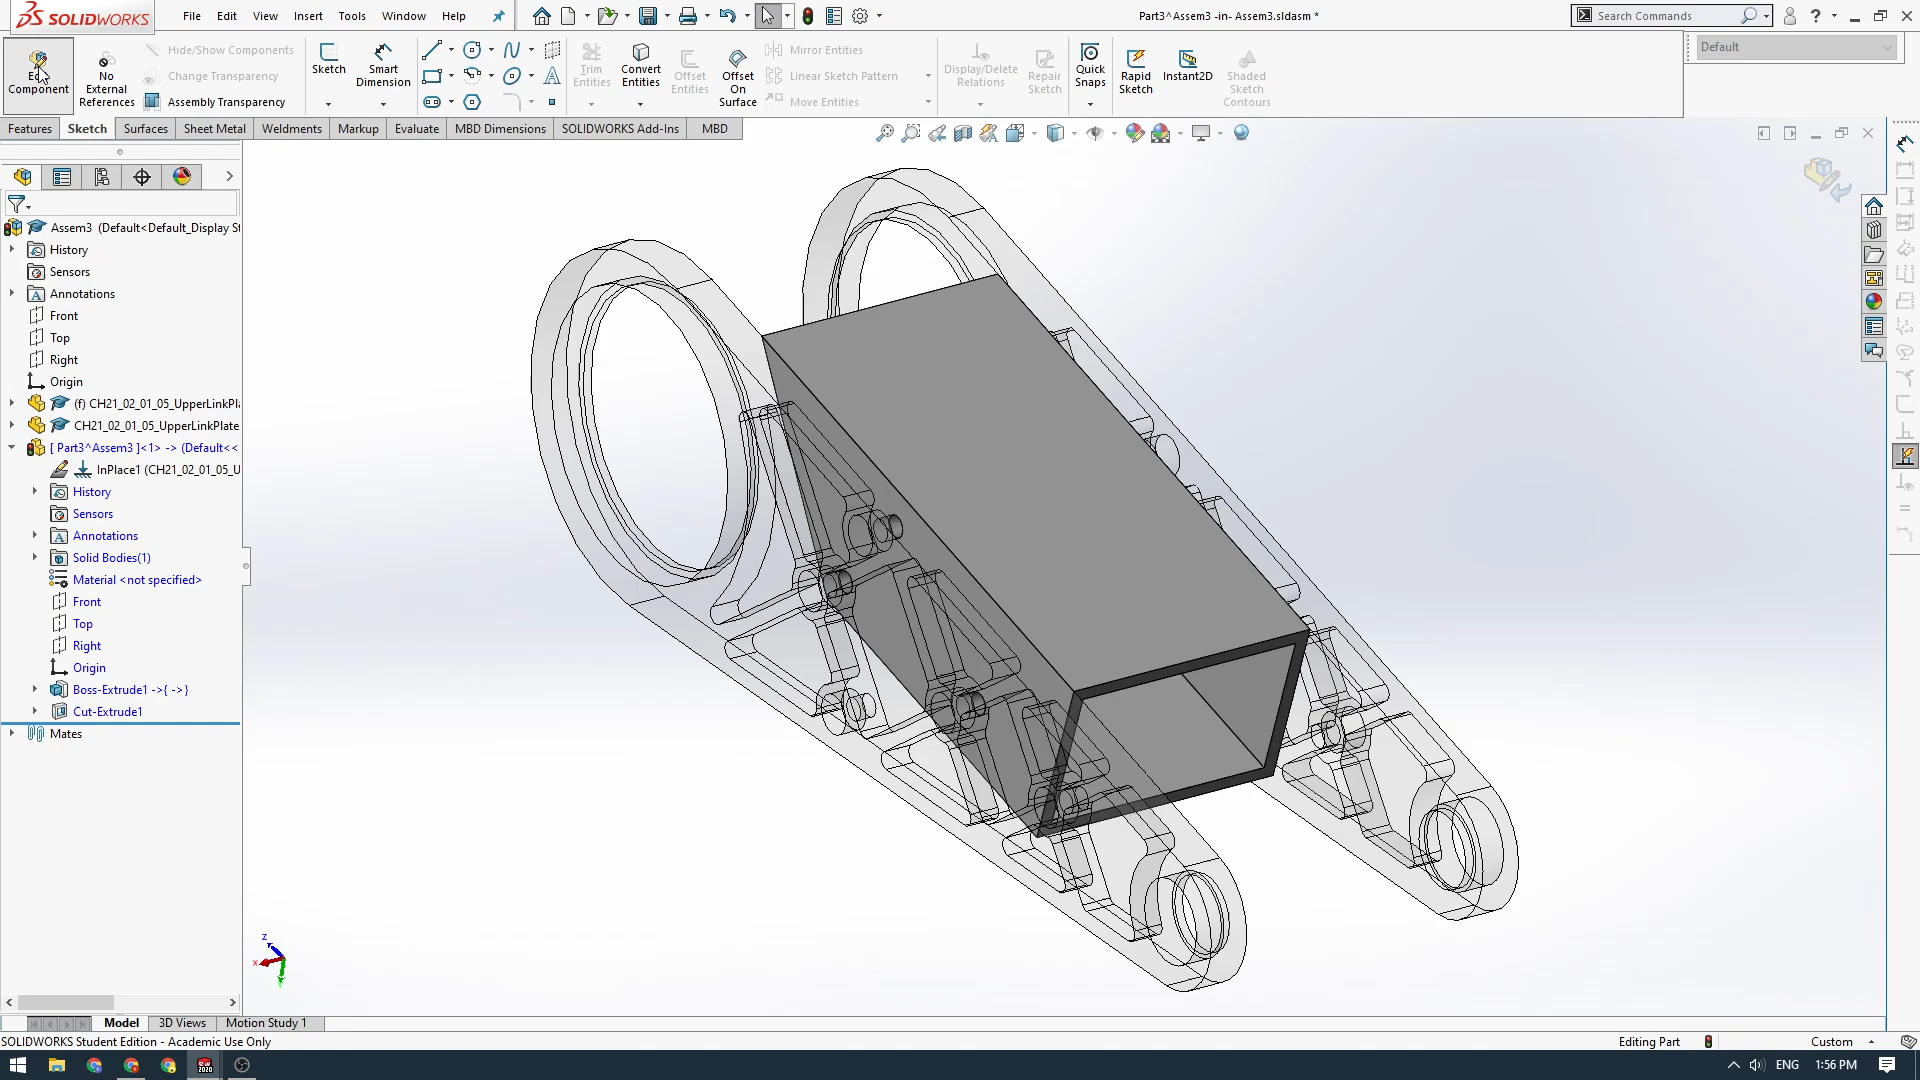 SOLIDWORKS
File Edit View Insert Tools Window Help
Part3^Assem3 -in- Assem3.sldasm *
Search Commands
Component
No External References
Hide/Show Components
Change Transparency
Assembly Transparency
Sketch
Smart Dimension
Trim Entities
Convert Entities
Offset Entities
Offset On Surface
Mirror Entities
Linear Sketch Pattern
Move Entities
Display/Delete Relations
Repair Sketch
Quick Snaps
Rapid Sketch
Instant2D
Shaded Sketch Contours
Default
Features Sketch Surfaces Sheet Metal Weldments Markup Evaluate MBD Dimensions SOLIDWORKS Add-Ins MBD
Assem3 (Default<Default_Display St
History
Sensors
Annotations
Front
Top
Right
Origin
(f) CH21_02_01_05_UpperLinkPla
CH21_02_01_05_UpperLinkPlate
[ Part3^Assem3 ]<1> -> (Default<<
InPlace1 (CH21_02_01_05_U
History
Sensors
Annotations
Solid Bodies(1)
Material <not specified>
Front
Top
Right
Origin
Boss-Extrude1 ->{ ->}
Cut-Extrude1
Mates
z
x
y
Model 3D Views Motion Study 1
SOLIDWORKS Student Edition - Academic Use Only
Editing Part
Custom
ENG
1:56 PM